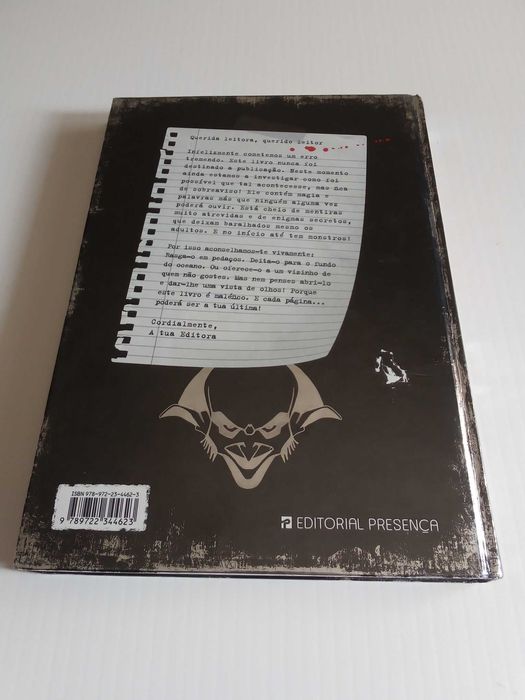 Querida leitora, querido leitor
Infelizmente cometemos um erro
tremendo. Este livro nunca foi
destinado a publicação. Neste momento
ainda estamos a investigar como foi
possível que tal acontecesse, mas fica
de sobreaviso! Ele contém magia e
palavras más que ninguém alguma vez
poderá ouvir. Está cheio de mentiras
muito atrevidas e de enigmas secretos,
que deixam baralhados mesmo os
adultos. E no início até tem monstros!
Por isso aconselhamos-te vivamente:
Rasga-o em pedaços. Deita-o para o fundo
do oceano. Ou oferece-o a um vizinho de
quem não gostes. Mas nem penses abri-lo
e dar-lhe uma vista de olhos! Porque
este livro é maléfico. E cada página...
poderá ser a tua última!
Cordialmente,
A tua Editora
ISBN 978-972-23-4462-3
9 789722 344623
EDITORIAL PRESENÇA